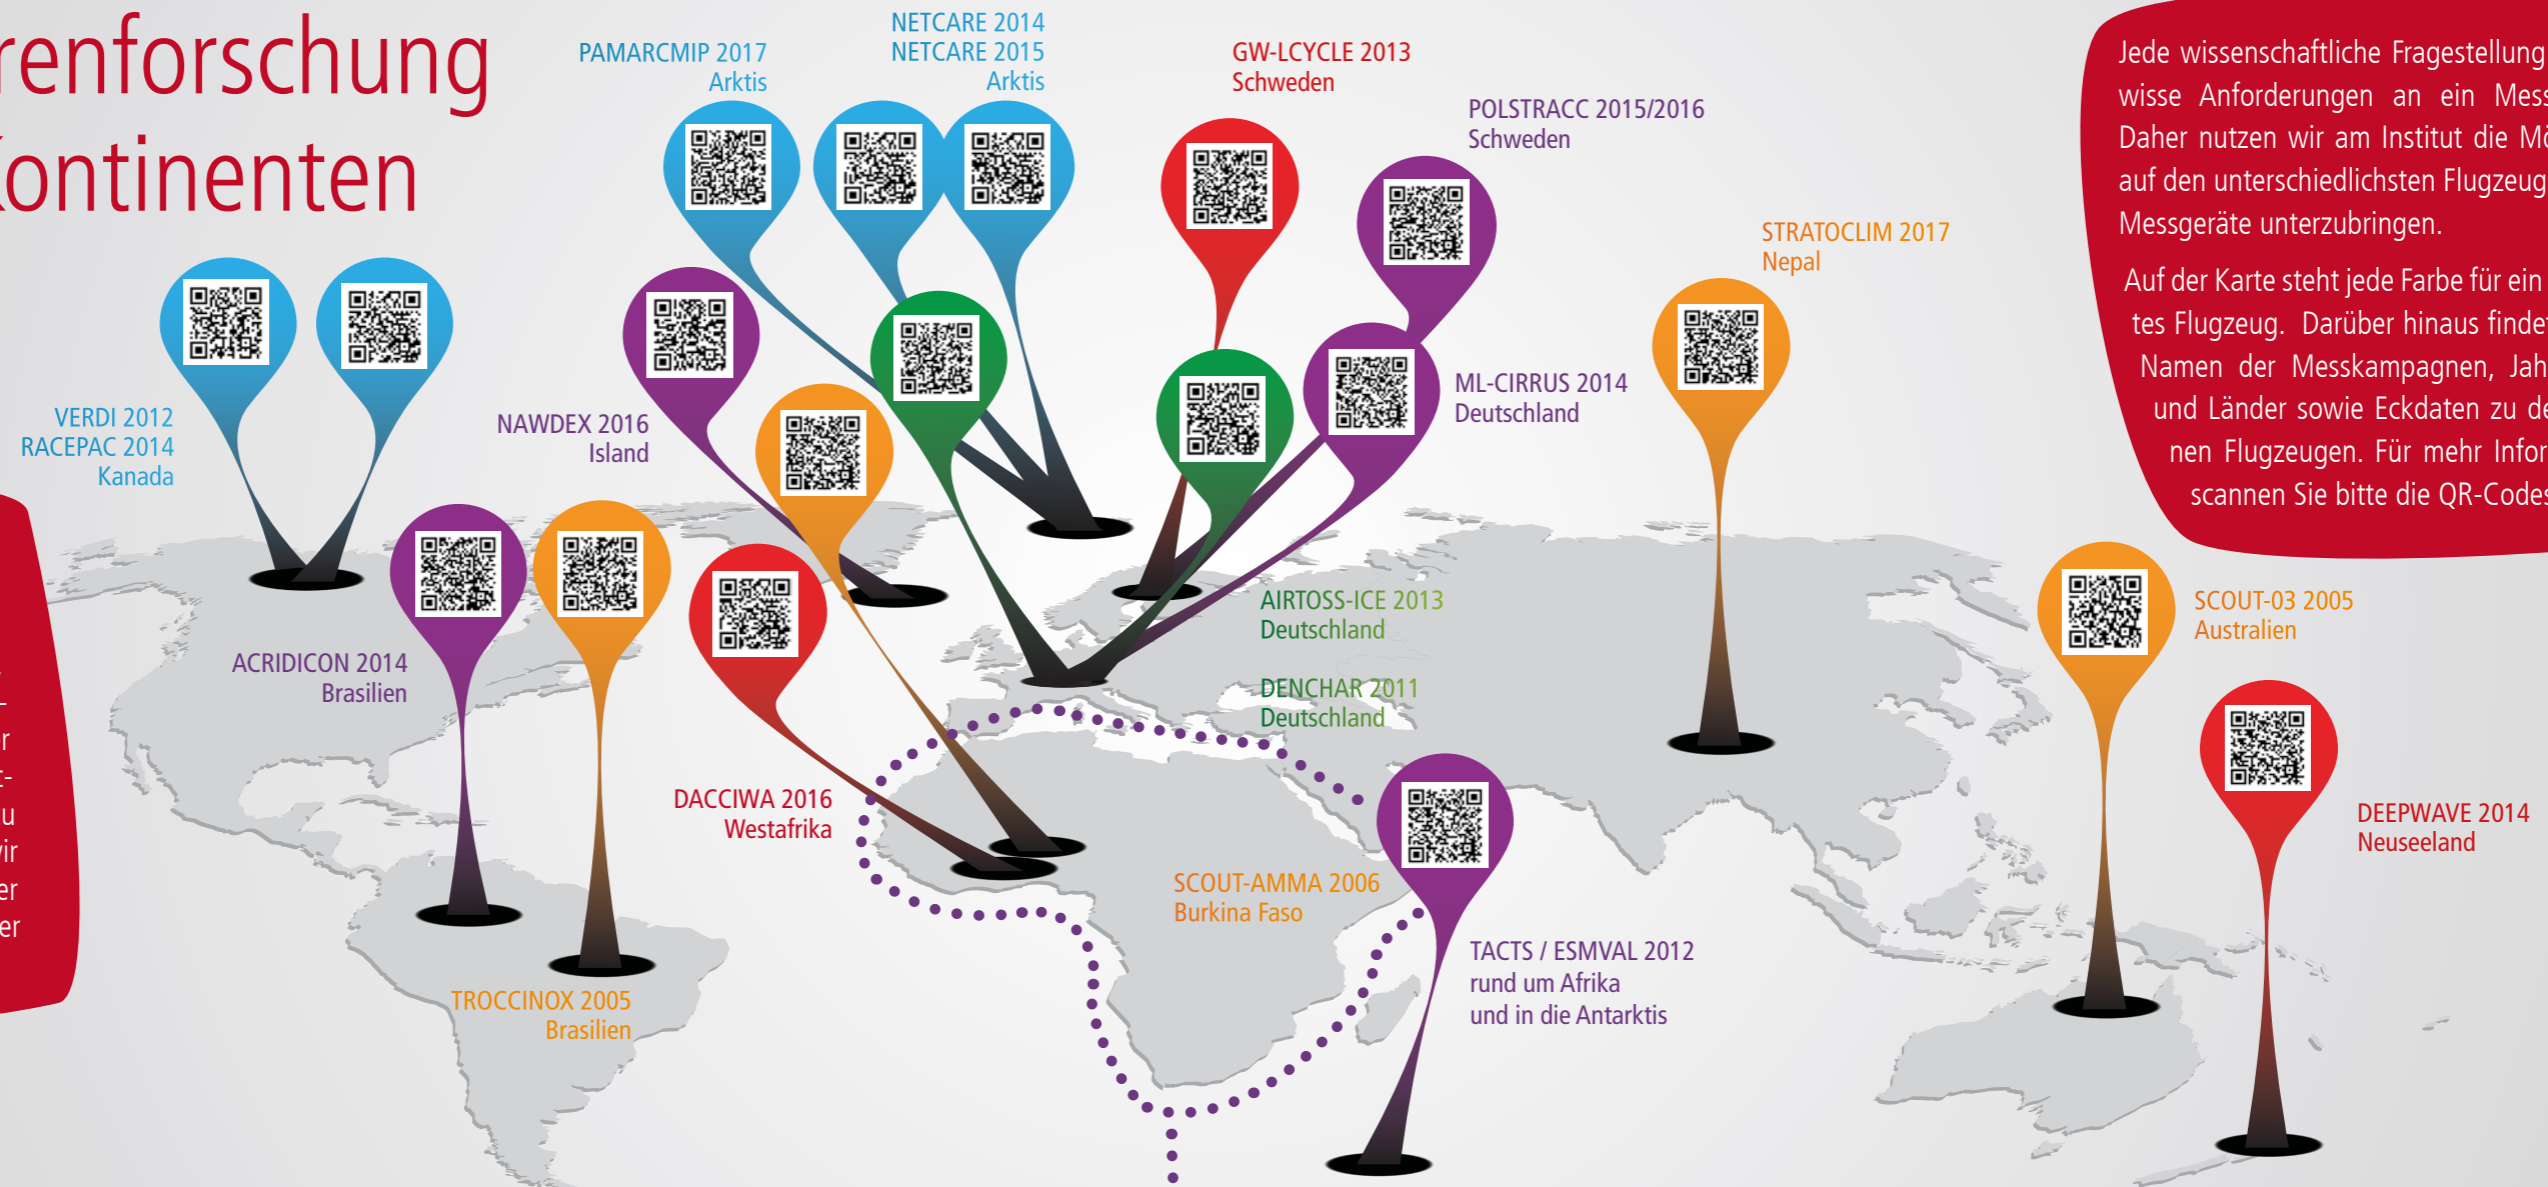 renforschung
Kontinenten
PAMARCMIP 2017
Arktis
NETCARE 2014
NETCARE 2015
Arktis
GW-LCYCLE 2013
Schweden
POLSTRACC 2015/2016
Schweden
STRATOCLIM 2017
Nepal
Jede wissenschaftliche Fragestellung
wisse Anforderungen an ein Mess
Daher nutzen wir am Institut die Mö
auf den unterschiedlichsten Flugzeug
Messgeräte unterzubringen.
Auf der Karte steht jede Farbe für ein
tes Flugzeug. Darüber hinaus finde
Namen der Messkampagnen, Jah
und Länder sowie Eckdaten zu de
nen Flugzeugen. Für mehr Infor
scannen Sie bitte die QR-Codes
VERDI 2012
RACEPAC 2014
Kanada
NAWDEX 2016
Island
ML-CIRRUS 2014
Deutschland
ACRIDICON 2014
Brasilien
AIRTOSS-ICE 2013
Deutschland
DENCHAR 2011
Deutschland
SCOUT-03 2005
Australien
DACCIWA 2016
Westafrika
SCOUT-AMMA 2006
Burkina Faso
DEEPWAVE 2014
Neuseeland
TACTS / ESMVAL 2012
rund um Afrika
und in die Antarktis
TROCCINOX 2005
Brasilien
r
t-
u
vir
er
er